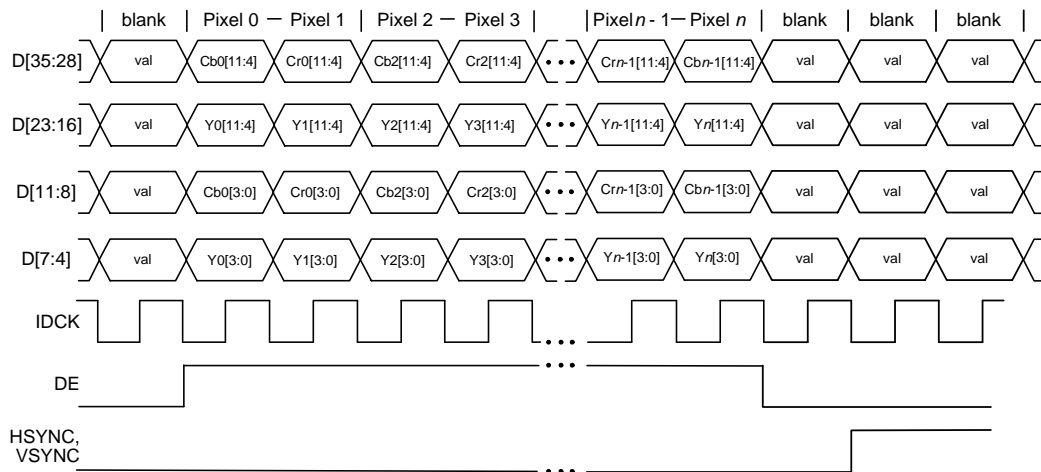 blank Pixel 0 — Pixel 1 Pixel 2 — Pixel 3 Pixel n - 1 — Pixel n blank blank blank
D[35:28] val Cb0[11:4] Cr0[11:4] Cb2[11:4] Cr2[11:4] ••• Crn-1[11:4] Cbn-1[11:4] val val val
D[23:16] val Y0[11:4] Y1[11:4] Y2[11:4] Y3[11:4] ••• Yn-1[11:4] Yn[11:4] val val val
D[11:8] val Cb0[3:0] Cr0[3:0] Cb2[3:0] Cr2[3:0] ••• Crn-1[3:0] Cbn-1[3:0] val val val
D[7:4] val Y0[3:0] Y1[3:0] Y2[3:0] Y3[3:0] ••• Yn-1[3:0] Yn[3:0] val val val
IDCK •••
DE •••
HSYNC,
VSYNC •••